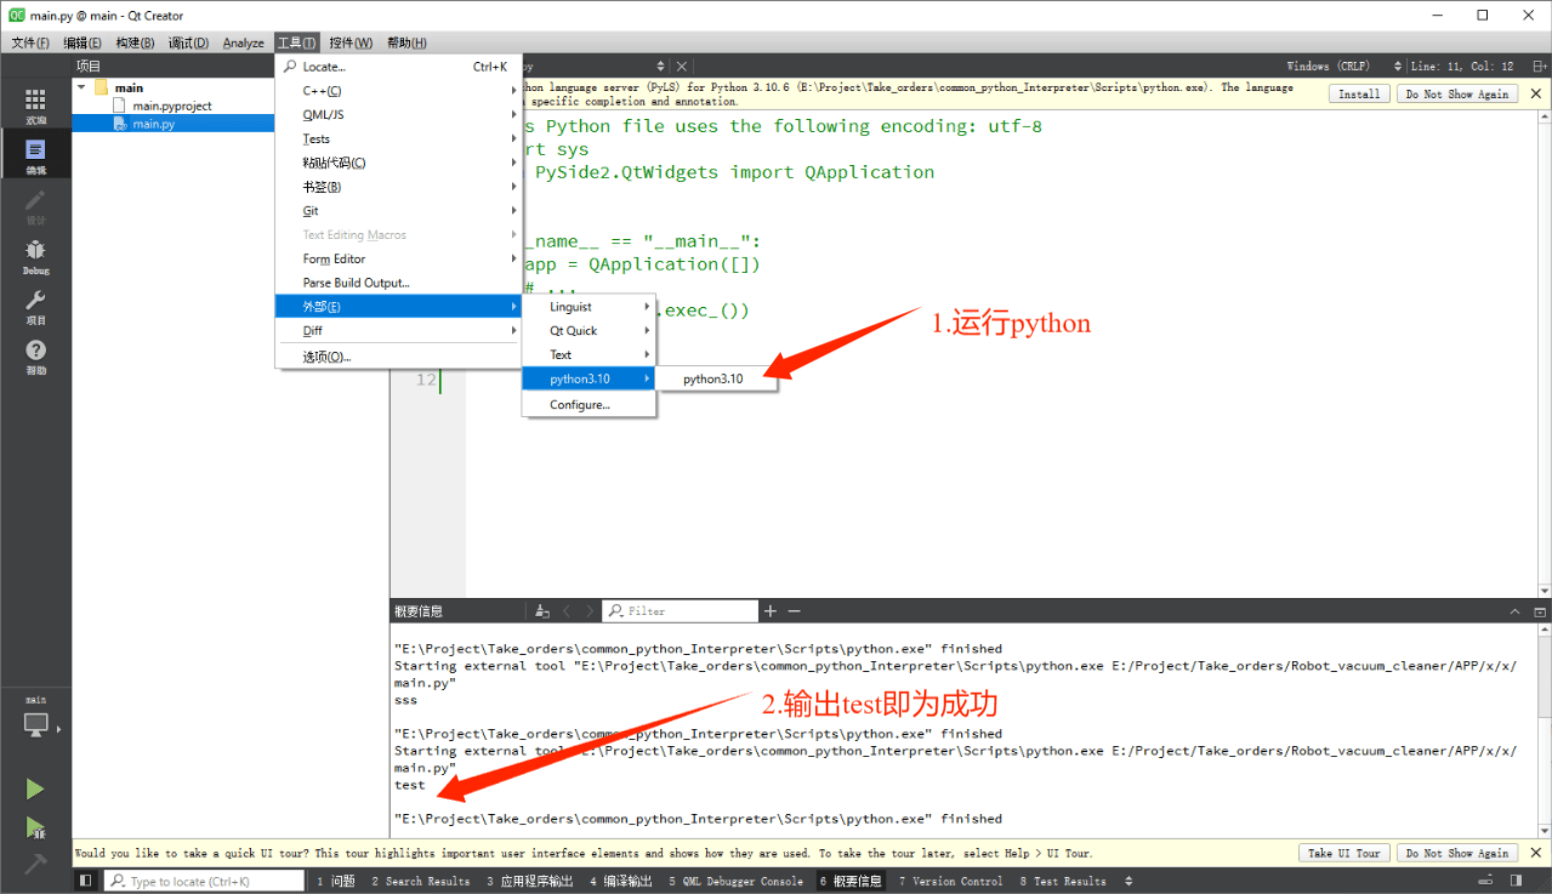 main.py @ main - Qt Creator
文件(F) 编辑(E) 构建(B) 调试(D) Analyze 工具(T) 控件(W) 帮助(H)
项目
Windows (CRLF) Line: 11, Col: 12
main
main.pyproject
main.py
欢迎
编辑
设计
Debug
项目
帮助
Locate... Ctrl+K
C++(C)
QML/JS
Tests
粘贴代码(C)
书签(B)
Git
Text Editing Macros
Form Editor
Parse Build Output...
外部(E)
Diff
选项(O)...
Linguist
Qt Quick
Text
python3.10
Configure...
python3.10
hon language server (PyLS) for Python 3.10.6 (E:\Project\Take_orders\common_python_Interpreter\Scripts\python.exe). The language
specific completion and annotation.
Install Do Not Show Again
s Python file uses the following encoding: utf-8
rt sys
PySide2.QtWidgets import QApplication
_name__ == "__main__":
app = QApplication([])
# ...
.exec_())
12
1.运行python
概要信息 Filter
"E:\Project\Take_orders\common_python_Interpreter\Scripts\python.exe" finished
Starting external tool "E:\Project\Take_orders\common_python_Interpreter\Scripts\python.exe E:/Project/Take_orders/Robot_vacuum_cleaner/APP/x/x/
main.py"
sss
2.输出test即为成功
"E:\Project\Take_orders\common_python_Interpreter\Scripts\python.exe" finished
Starting external tool "E:\Project\Take_orders\common_python_Interpreter\Scripts\python.exe E:/Project/Take_orders/Robot_vacuum_cleaner/APP/x/x/
main.py"
test
"E:\Project\Take_orders\common_python_Interpreter\Scripts\python.exe" finished
main
Would you like to take a quick UI tour? This tour highlights important user interface elements and shows how they are used. To take the tour later, select Help > UI Tour.
Take UI Tour Do Not Show Again
Type to locate (Ctrl+K) 1 问题 2 Search Results 3 应用程序输出 4 编译输出 5 QML Debugger Console 6 概要信息 7 Version Control 8 Test Results